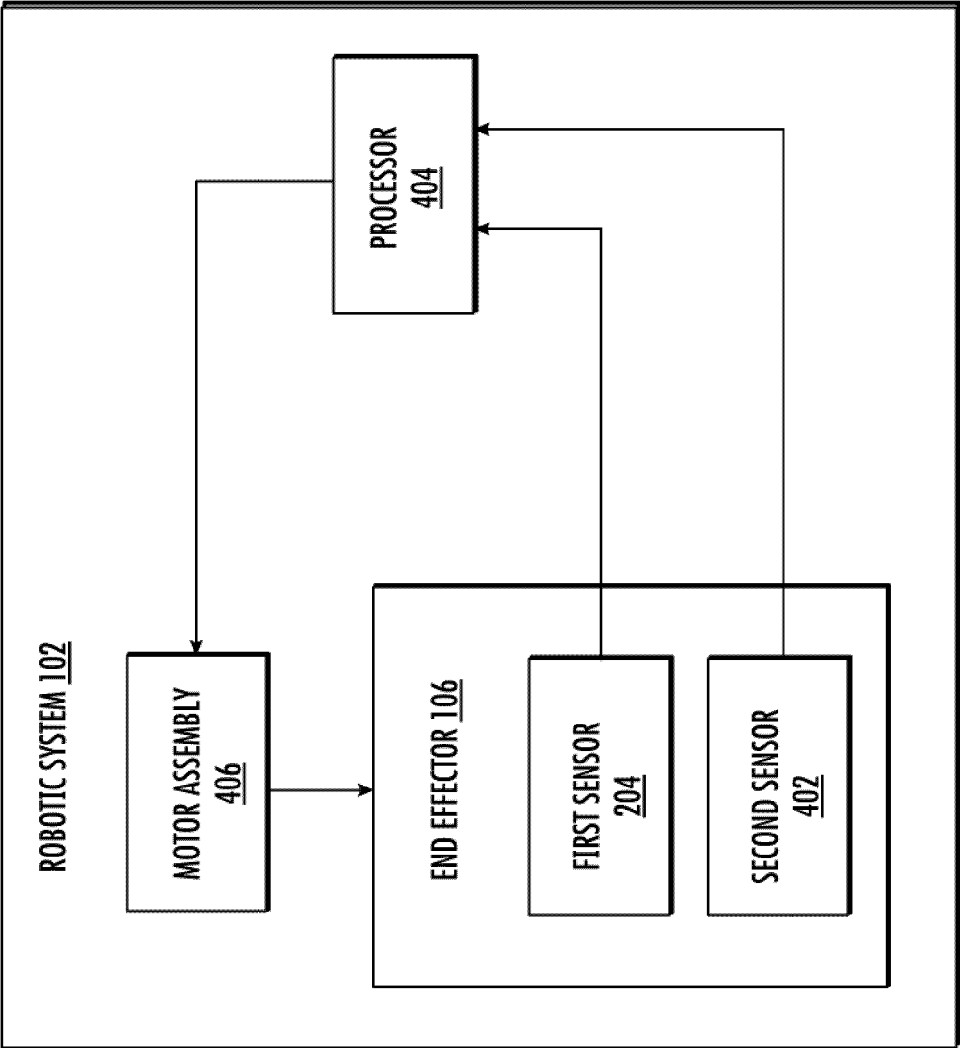 ROBOTIC SYSTEM 102
MOTOR ASSEMBLY
406
PROCESSOR
404
END EFFECTOR 106
FIRST SENSOR
204
SECOND SENSOR
402